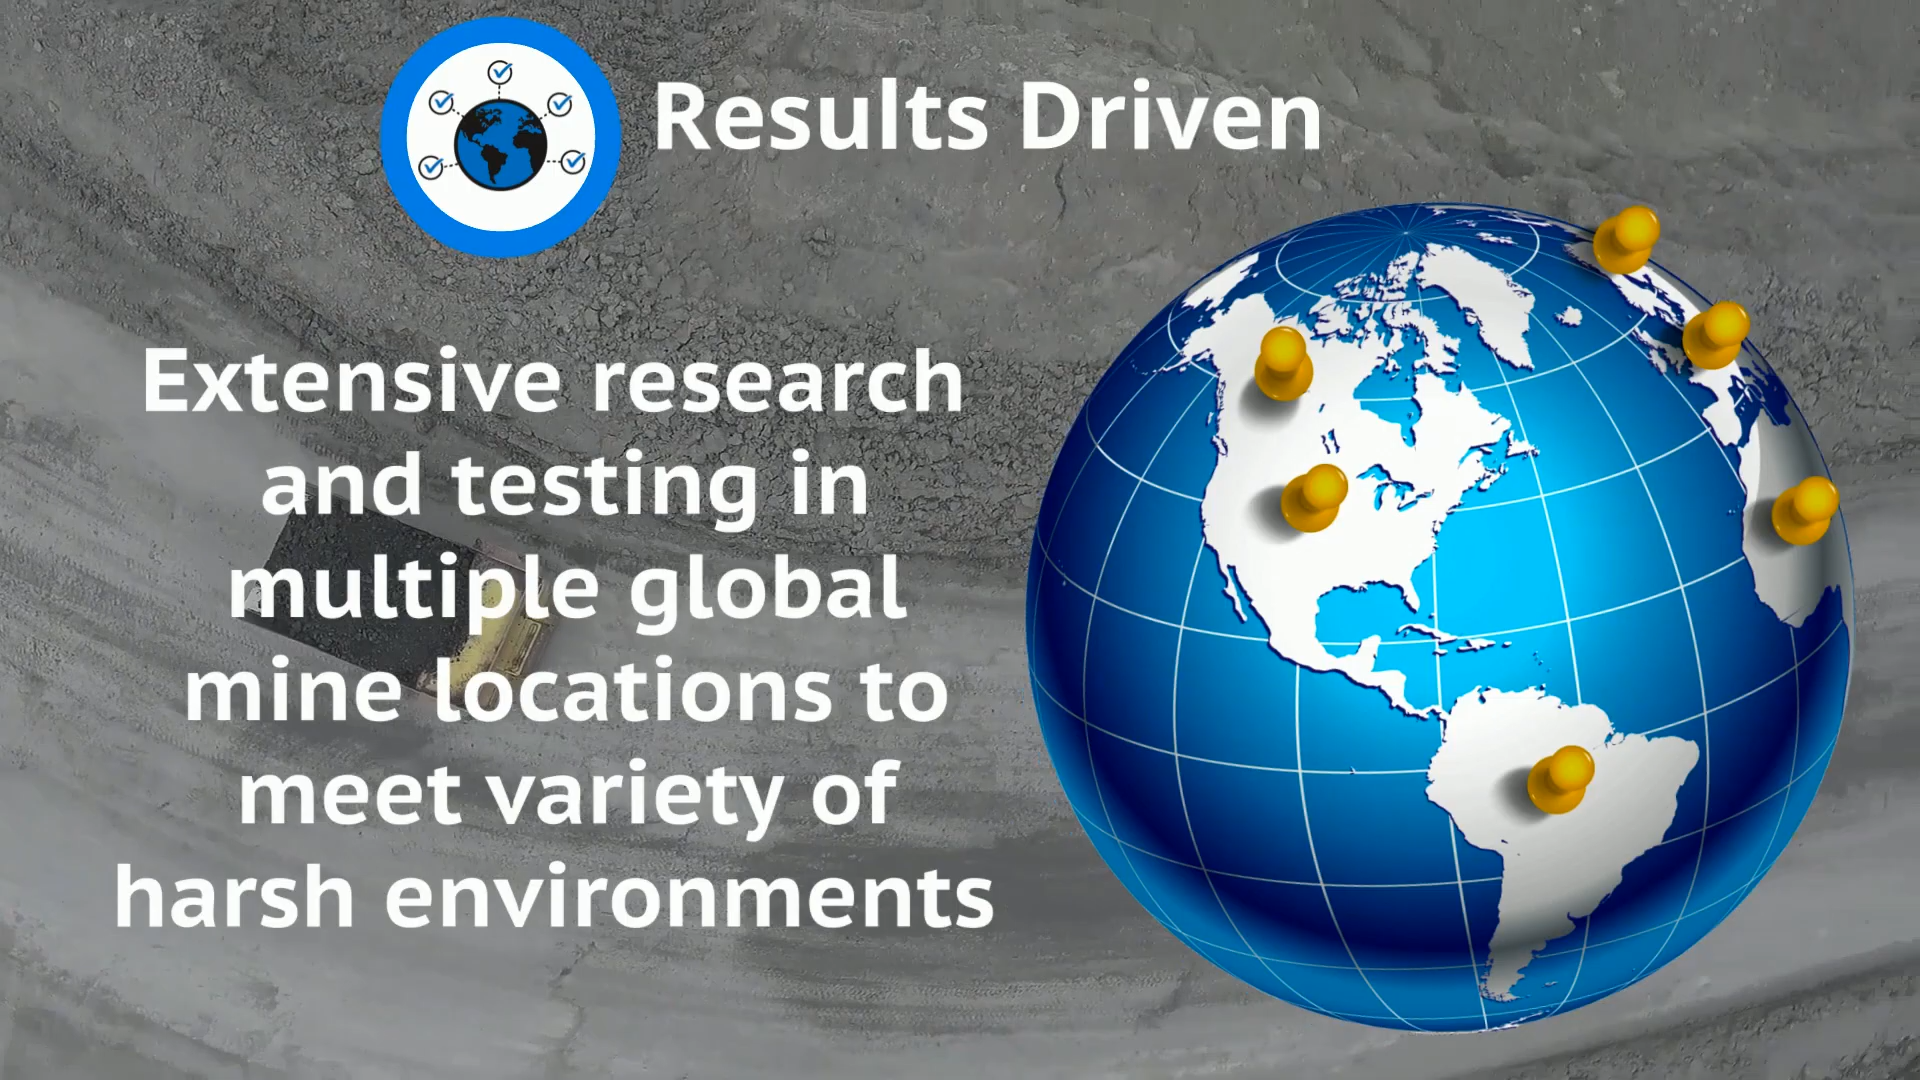 Results Driven
Extensive research
and testing in
multiple global
mine locations to
meet variety of
harsh environments